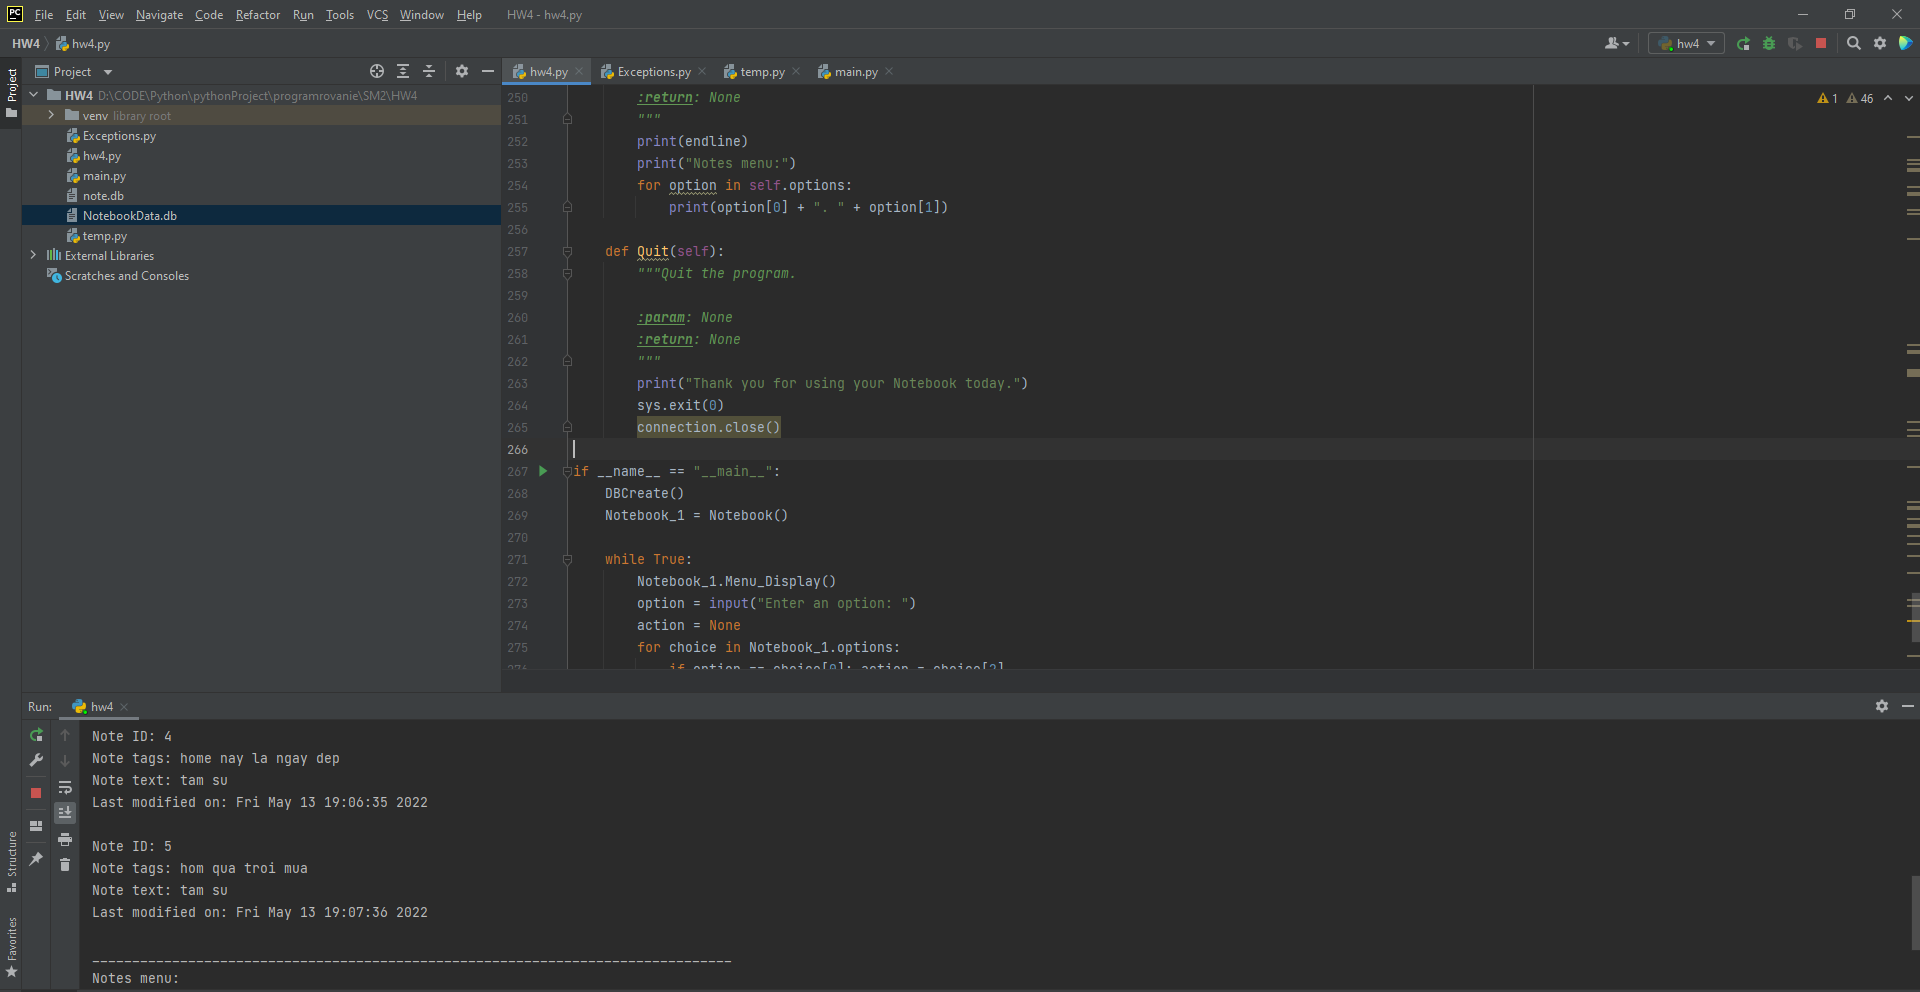 PC File Edit View Navigate Code Refactor Run Tools VCS Window Help HW4 - hw4.py
HW4 hw4.py
hw4
Project
Project
hw4.py Exceptions.py temp.py main.py
HW4 D:\CODE\Python\pythonProject\programrovanie\SM2\HW4
venv library root
Exceptions.py
hw4.py
main.py
note.db
NotebookData.db
temp.py
External Libraries
Scratches and Consoles
1 46
250 :return: None
251 """
252 print(endline)
253 print("Notes menu:")
254 for option in self.options:
255 print(option[0] + ". " + option[1])
256
257 def Quit(self):
258 """Quit the program.
259
260 :param: None
261 :return: None
262 """
263 print("Thank you for using your Notebook today.")
264 sys.exit(0)
265 connection.close()
266
267 if __name__ == "__main__":
268 DBCreate()
269 Notebook_1 = Notebook()
270
271 while True:
272 Notebook_1.Menu_Display()
273 option = input("Enter an option: ")
274 action = None
275 for choice in Notebook_1.options:
276 if option == choice[0]: action = choice[2]
Run: hw4
Note ID: 4
Note tags: home nay la ngay dep
Note text: tam su
Last modified on: Fri May 13 19:06:35 2022
Note ID: 5
Note tags: hom qua troi mua
Note text: tam su
Last modified on: Fri May 13 19:07:36 2022
________________________________________________________________________________
Notes menu:
Structure
Favorites